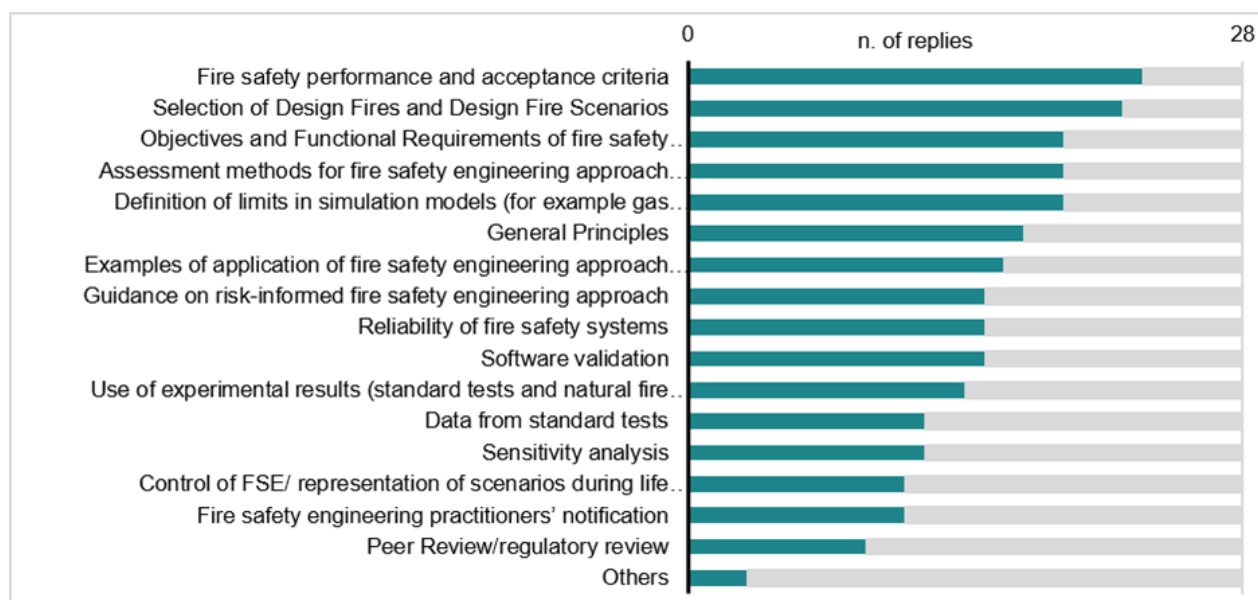 0 28
n. of replies
Fire safety performance and acceptance criteria
Selection of Design Fires and Design Fire Scenarios
Objectives and Functional Requirements of fire safety…
Assessment methods for fire safety engineering approach…
Definition of limits in simulation models (for example gas…
General Principles
Examples of application of fire safety engineering approach…
Guidance on risk-informed fire safety engineering approach
Reliability of fire safety systems
Software validation
Use of experimental results (standard tests and natural fire…
Data from standard tests
Sensitivity analysis
Control of FSE/ representation of scenarios during life…
Fire safety engineering practitioners’ notification
Peer Review/regulatory review
Others